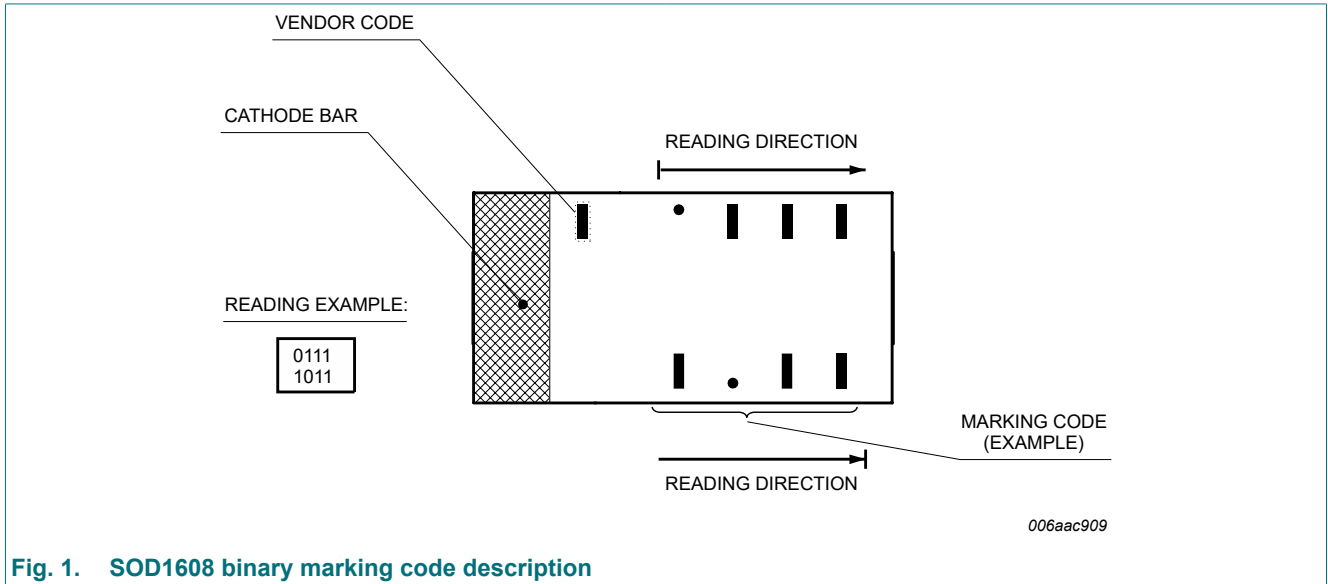 VENDOR CODE
CATHODE BAR
READING DIRECTION
READING EXAMPLE:
0111
1011
MARKING CODE
(EXAMPLE)
READING DIRECTION
006aac909
Fig. 1. SOD1608 binary marking code description